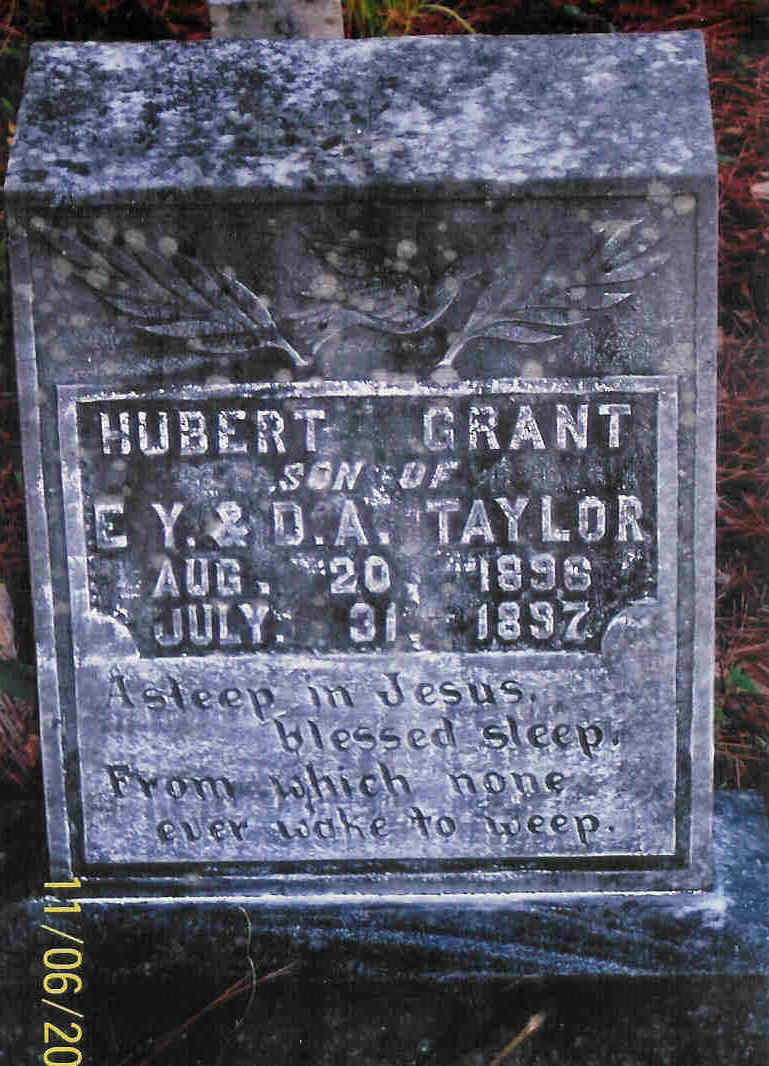 HUBERT GRANT
SON OF
E Y. & D.A. TAYLOR
AUG. 20, 1896
JULY. 31, 1897
Asleep in Jesus,
blessed sleep.
From which none
ever wake to weep.
11/06/20